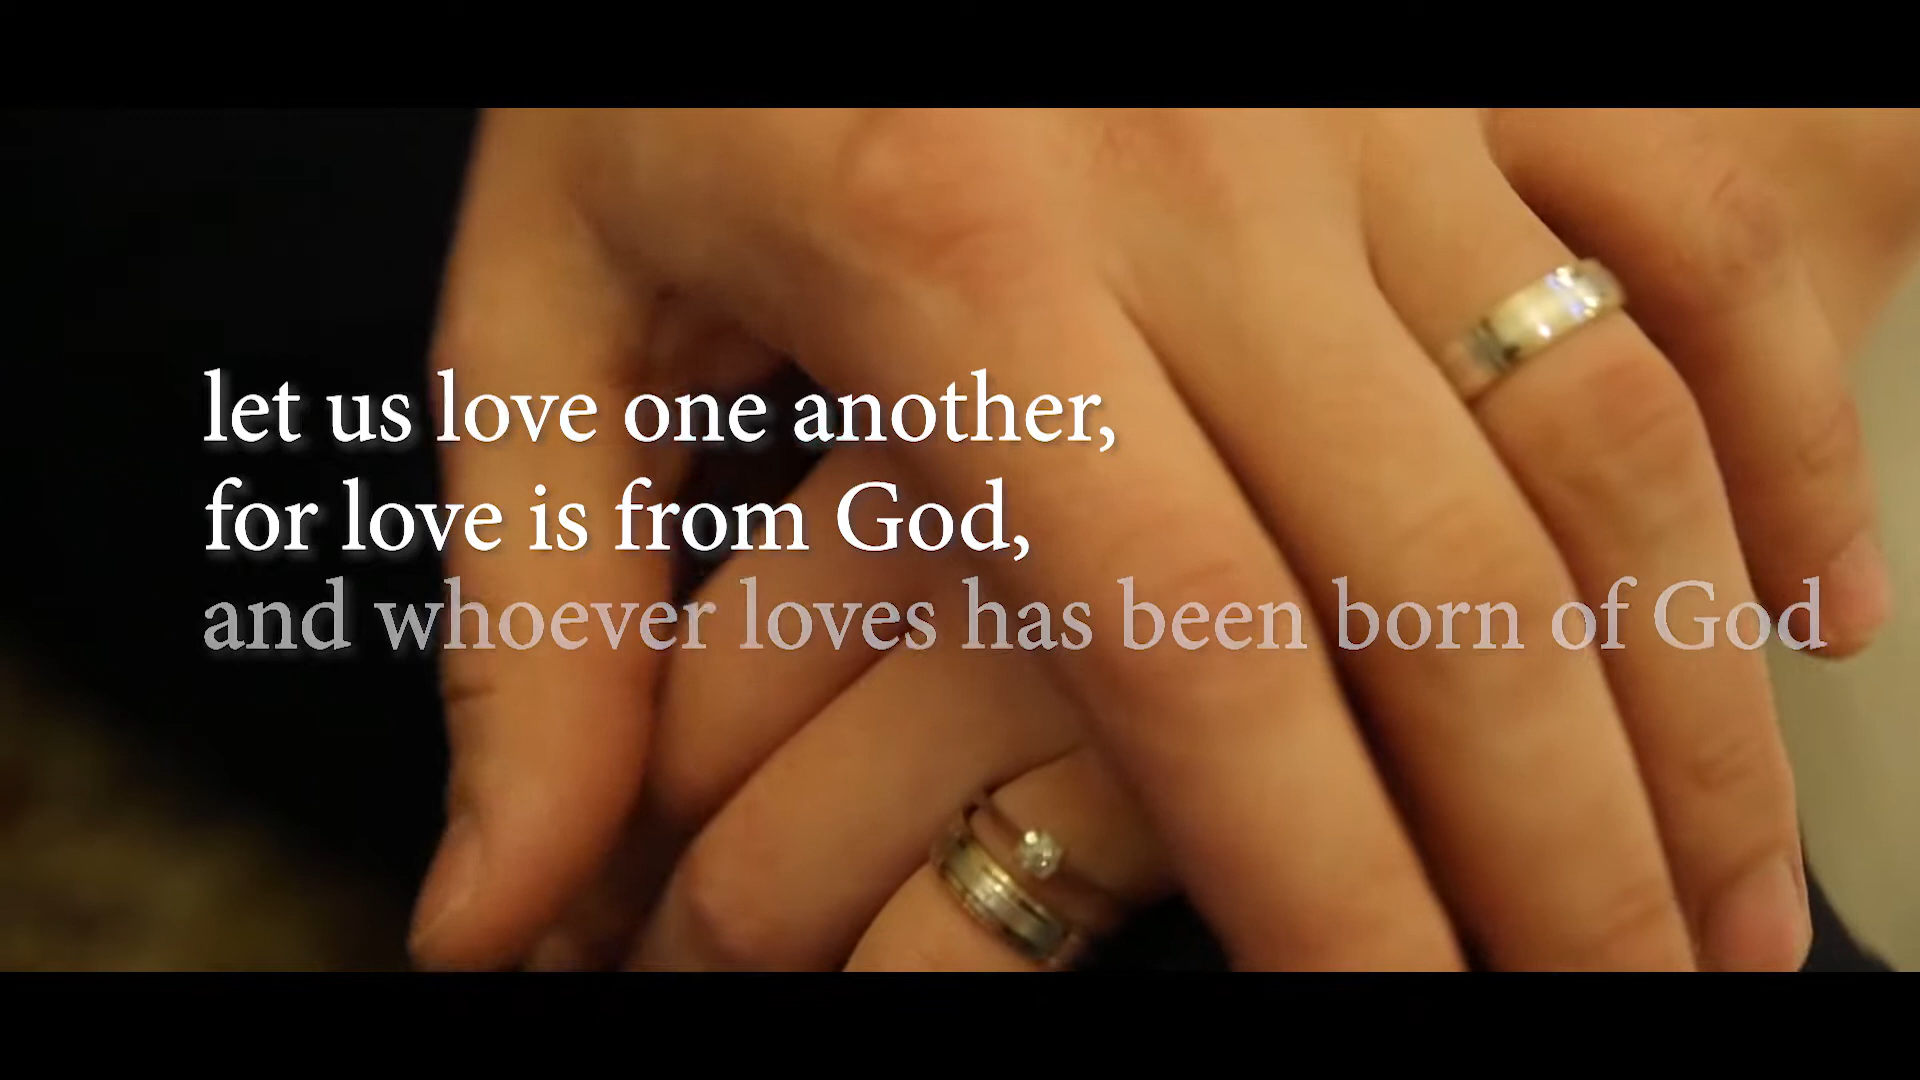 let us love one another,
for love is from God,
and whoever loves has been born of God